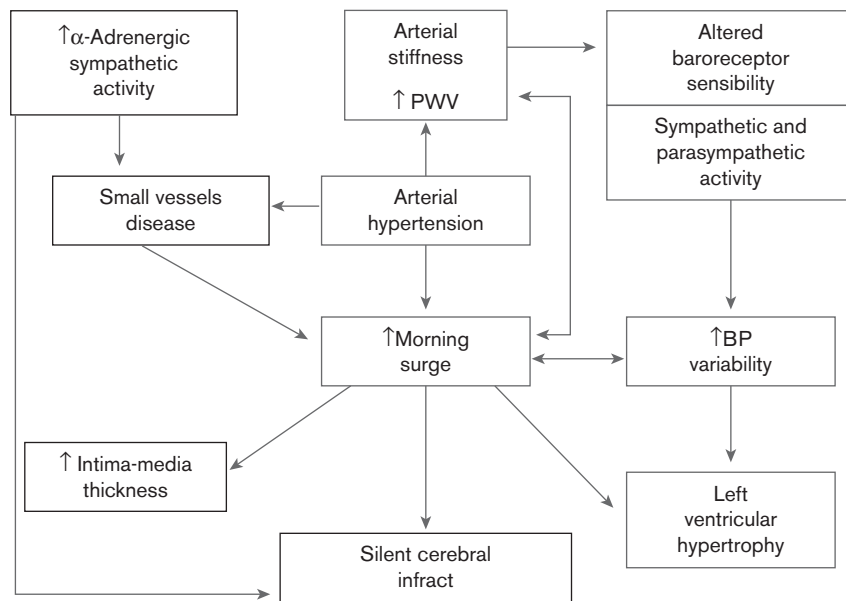 ↑α-Adrenergic
sympathetic
activity
Arterial
stiffness
↑ PWV
Altered
baroreceptor
sensibility
Sympathetic and
parasympathetic
activity
Small vessels
disease
Arterial
hypertension
↑Morning
surge
↑BP
variability
↑ Intima-media
thickness
Left
ventricular
hypertrophy
Silent cerebral
infract